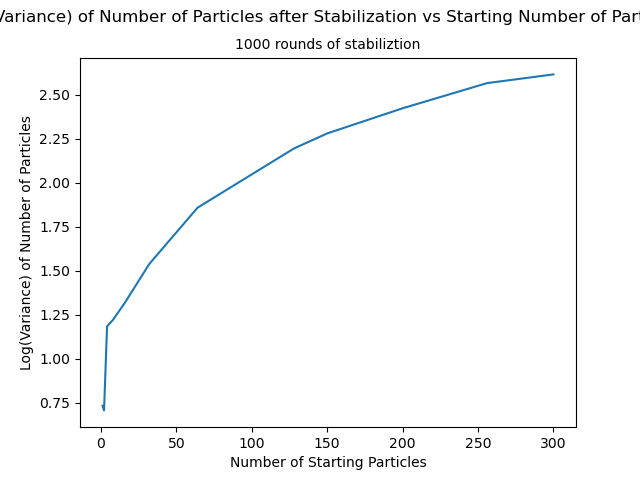 Variance) of Number of Particles after Stabilization vs Starting Number of
1000 rounds of stabiliztion
Log(Variance) of Number of Particles
2.50
2.25
2.00
1.75
1.50
1.25
1.00
0.75
0 50 100 150 200 250 300
Number of Starting Particles